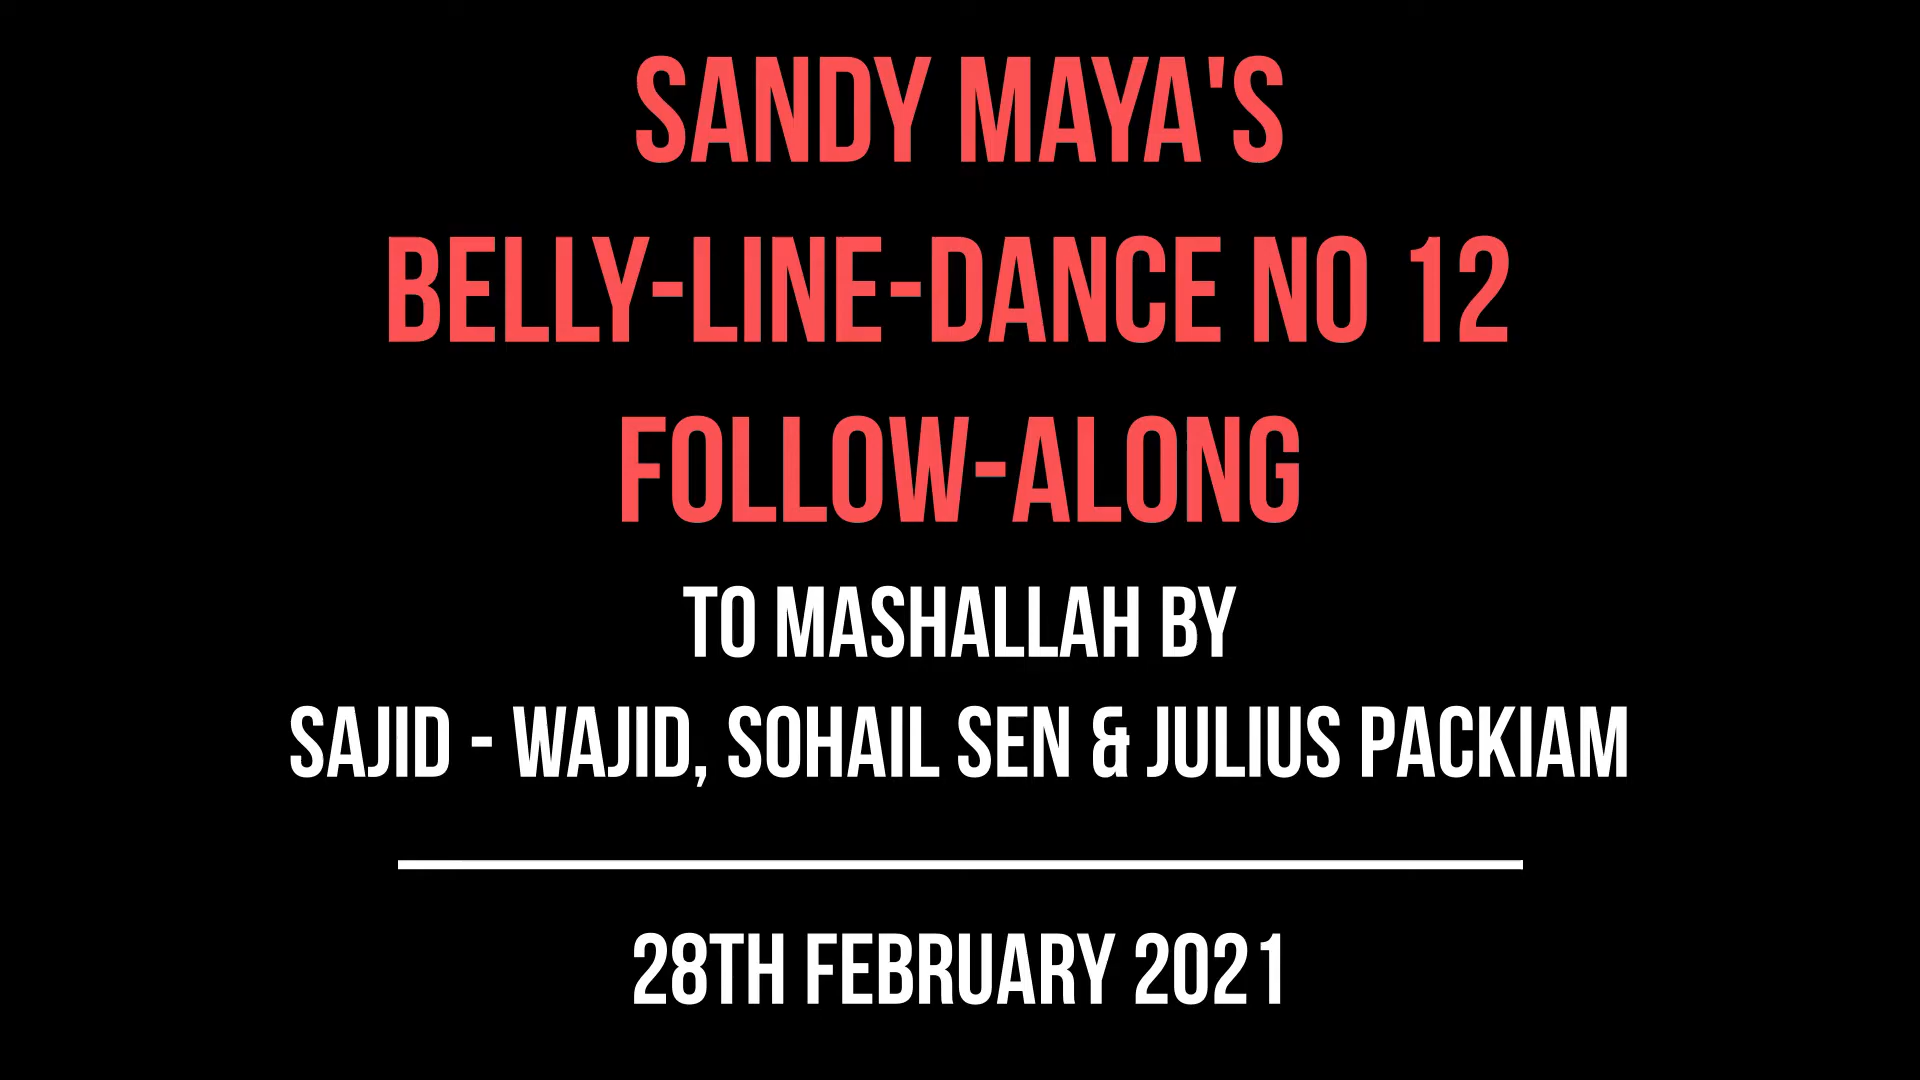 SANDY MAYA'S
BELLY-LINE-DANCE NO 12
FOLLOW-ALONG
TO MASHALLAH BY
SAJID - WAJID, SOHAIL SEN & JULIUS PACKIAM
28TH FEBRUARY 2021